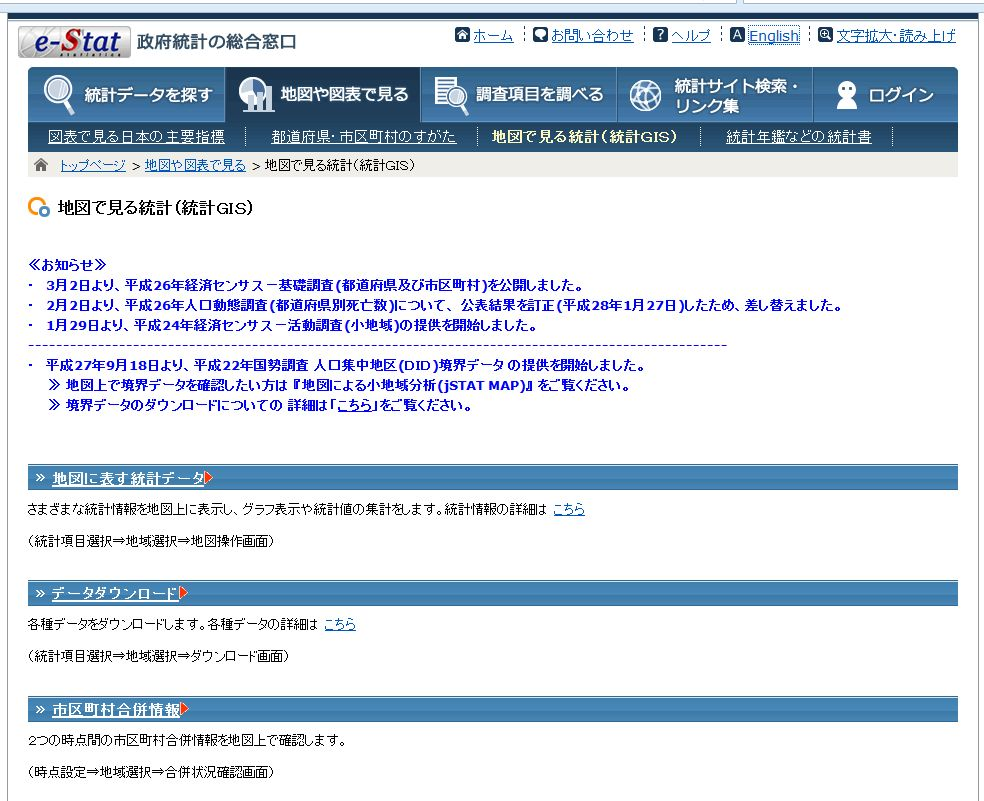 e-Stat 政府統計の総合窓口
ホーム お問い合わせ ヘルプ English 文字拡大・読み上げ
統計データを探す 地図や図表で見る 調査項目を調べる 統計サイト検索・リンク集 ログイン
図表で見る日本の主要指標 都道府県・市区町村のすがた 地図で見る統計(統計GIS) 統計年鑑などの統計書
トップページ > 地図や図表で見る > 地図で見る統計(統計GIS)
地図で見る統計(統計GIS)
≪お知らせ≫
・ 3月2日より、平成26年経済センサス－基礎調査(都道府県及び市区町村)を公開しました。
・ 2月2日より、平成26年人口動態調査(都道府県別死亡数)について、公表結果を訂正(平成28年1月27日)したため、差し替えました。
・ 1月29日より、平成24年経済センサス－活動調査(小地域)の提供を開始しました。
・ 平成27年9月18日より、平成22年国勢調査 人口集中地区(DID)境界データ の提供を開始しました。
≫ 地図上で境界データを確認したい方は『地図による小地域分析(jSTAT MAP)』をご覧ください。
≫ 境界データのダウンロードについての 詳細は「こちら」をご覧ください。
» 地図に表す統計データ
さまざまな統計情報を地図上に表示し、グラフ表示や統計値の集計をします。統計情報の詳細は こちら
(統計項目選択⇒地域選択⇒地図操作画面)
» データダウンロード
各種データをダウンロードします。各種データの詳細は こちら
(統計項目選択⇒地域選択⇒ダウンロード画面)
» 市区町村合併情報
2つの時点間の市区町村合併情報を地図上で確認します。
(時点設定⇒地域選択⇒合併状況確認画面)